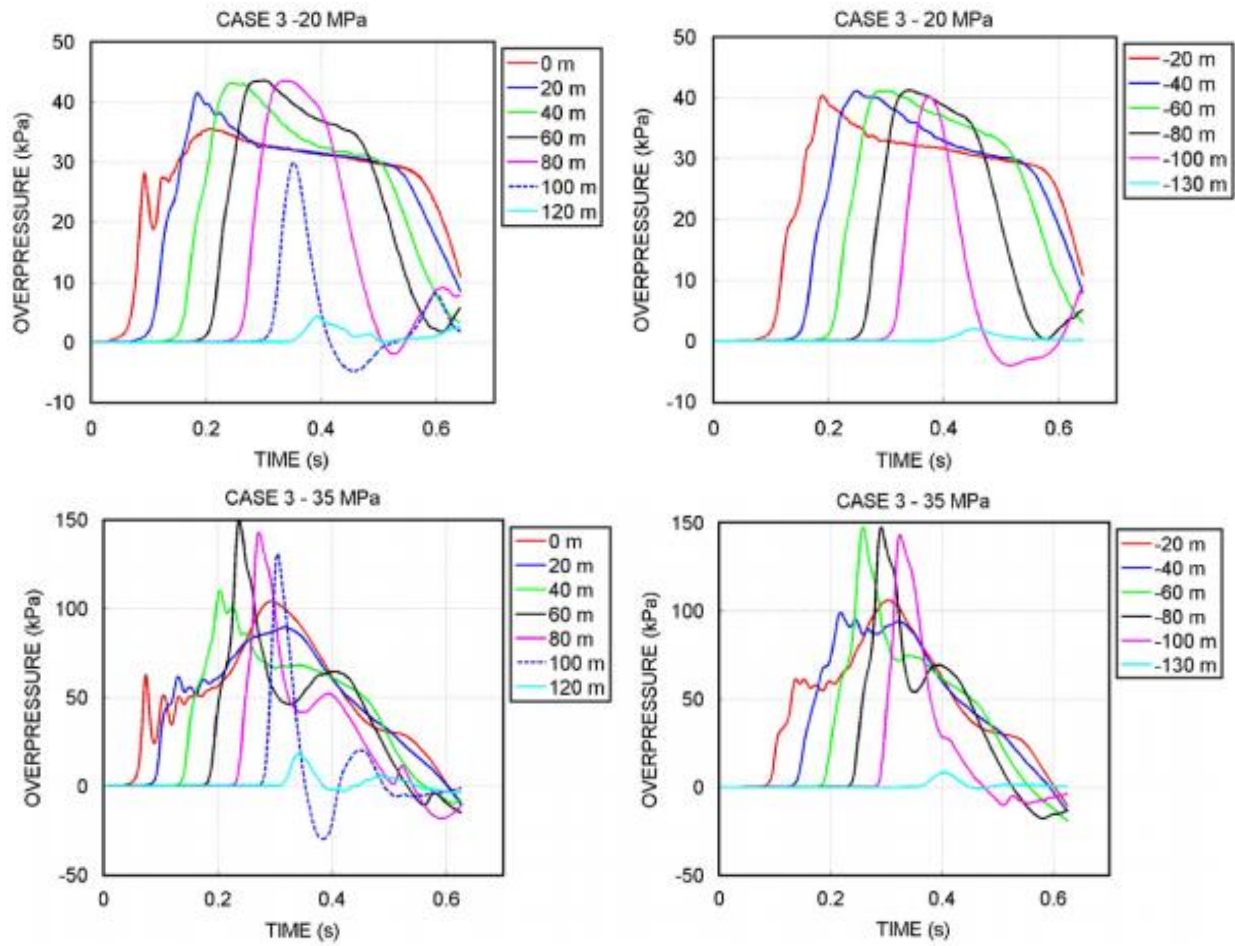 CASE 3 -20 MPa
50
40
30
20
10
0
-10
OVERPRESSURE (kPa)
0 0.2 0.4 0.6
TIME (s)
0 m
20 m
40 m
60 m
80 m
100 m
120 m
CASE 3 - 20 MPa
50
40
30
20
10
0
-10
OVERPRESSURE (kPa)
0 0.2 0.4 0.6
TIME (s)
-20 m
-40 m
-60 m
-80 m
-100 m
-130 m
CASE 3 - 35 MPa
150
100
50
0
-50
OVERPRESSURE (kPa)
0 0.2 0.4 0.6
TIME (s)
0 m
20 m
40 m
60 m
80 m
100 m
120 m
CASE 3 - 35 MPa
150
100
50
0
-50
OVERPRESSURE (kPa)
0 0.2 0.4 0.6
TIME (s)
-20 m
-40 m
-60 m
-80 m
-100 m
-130 m